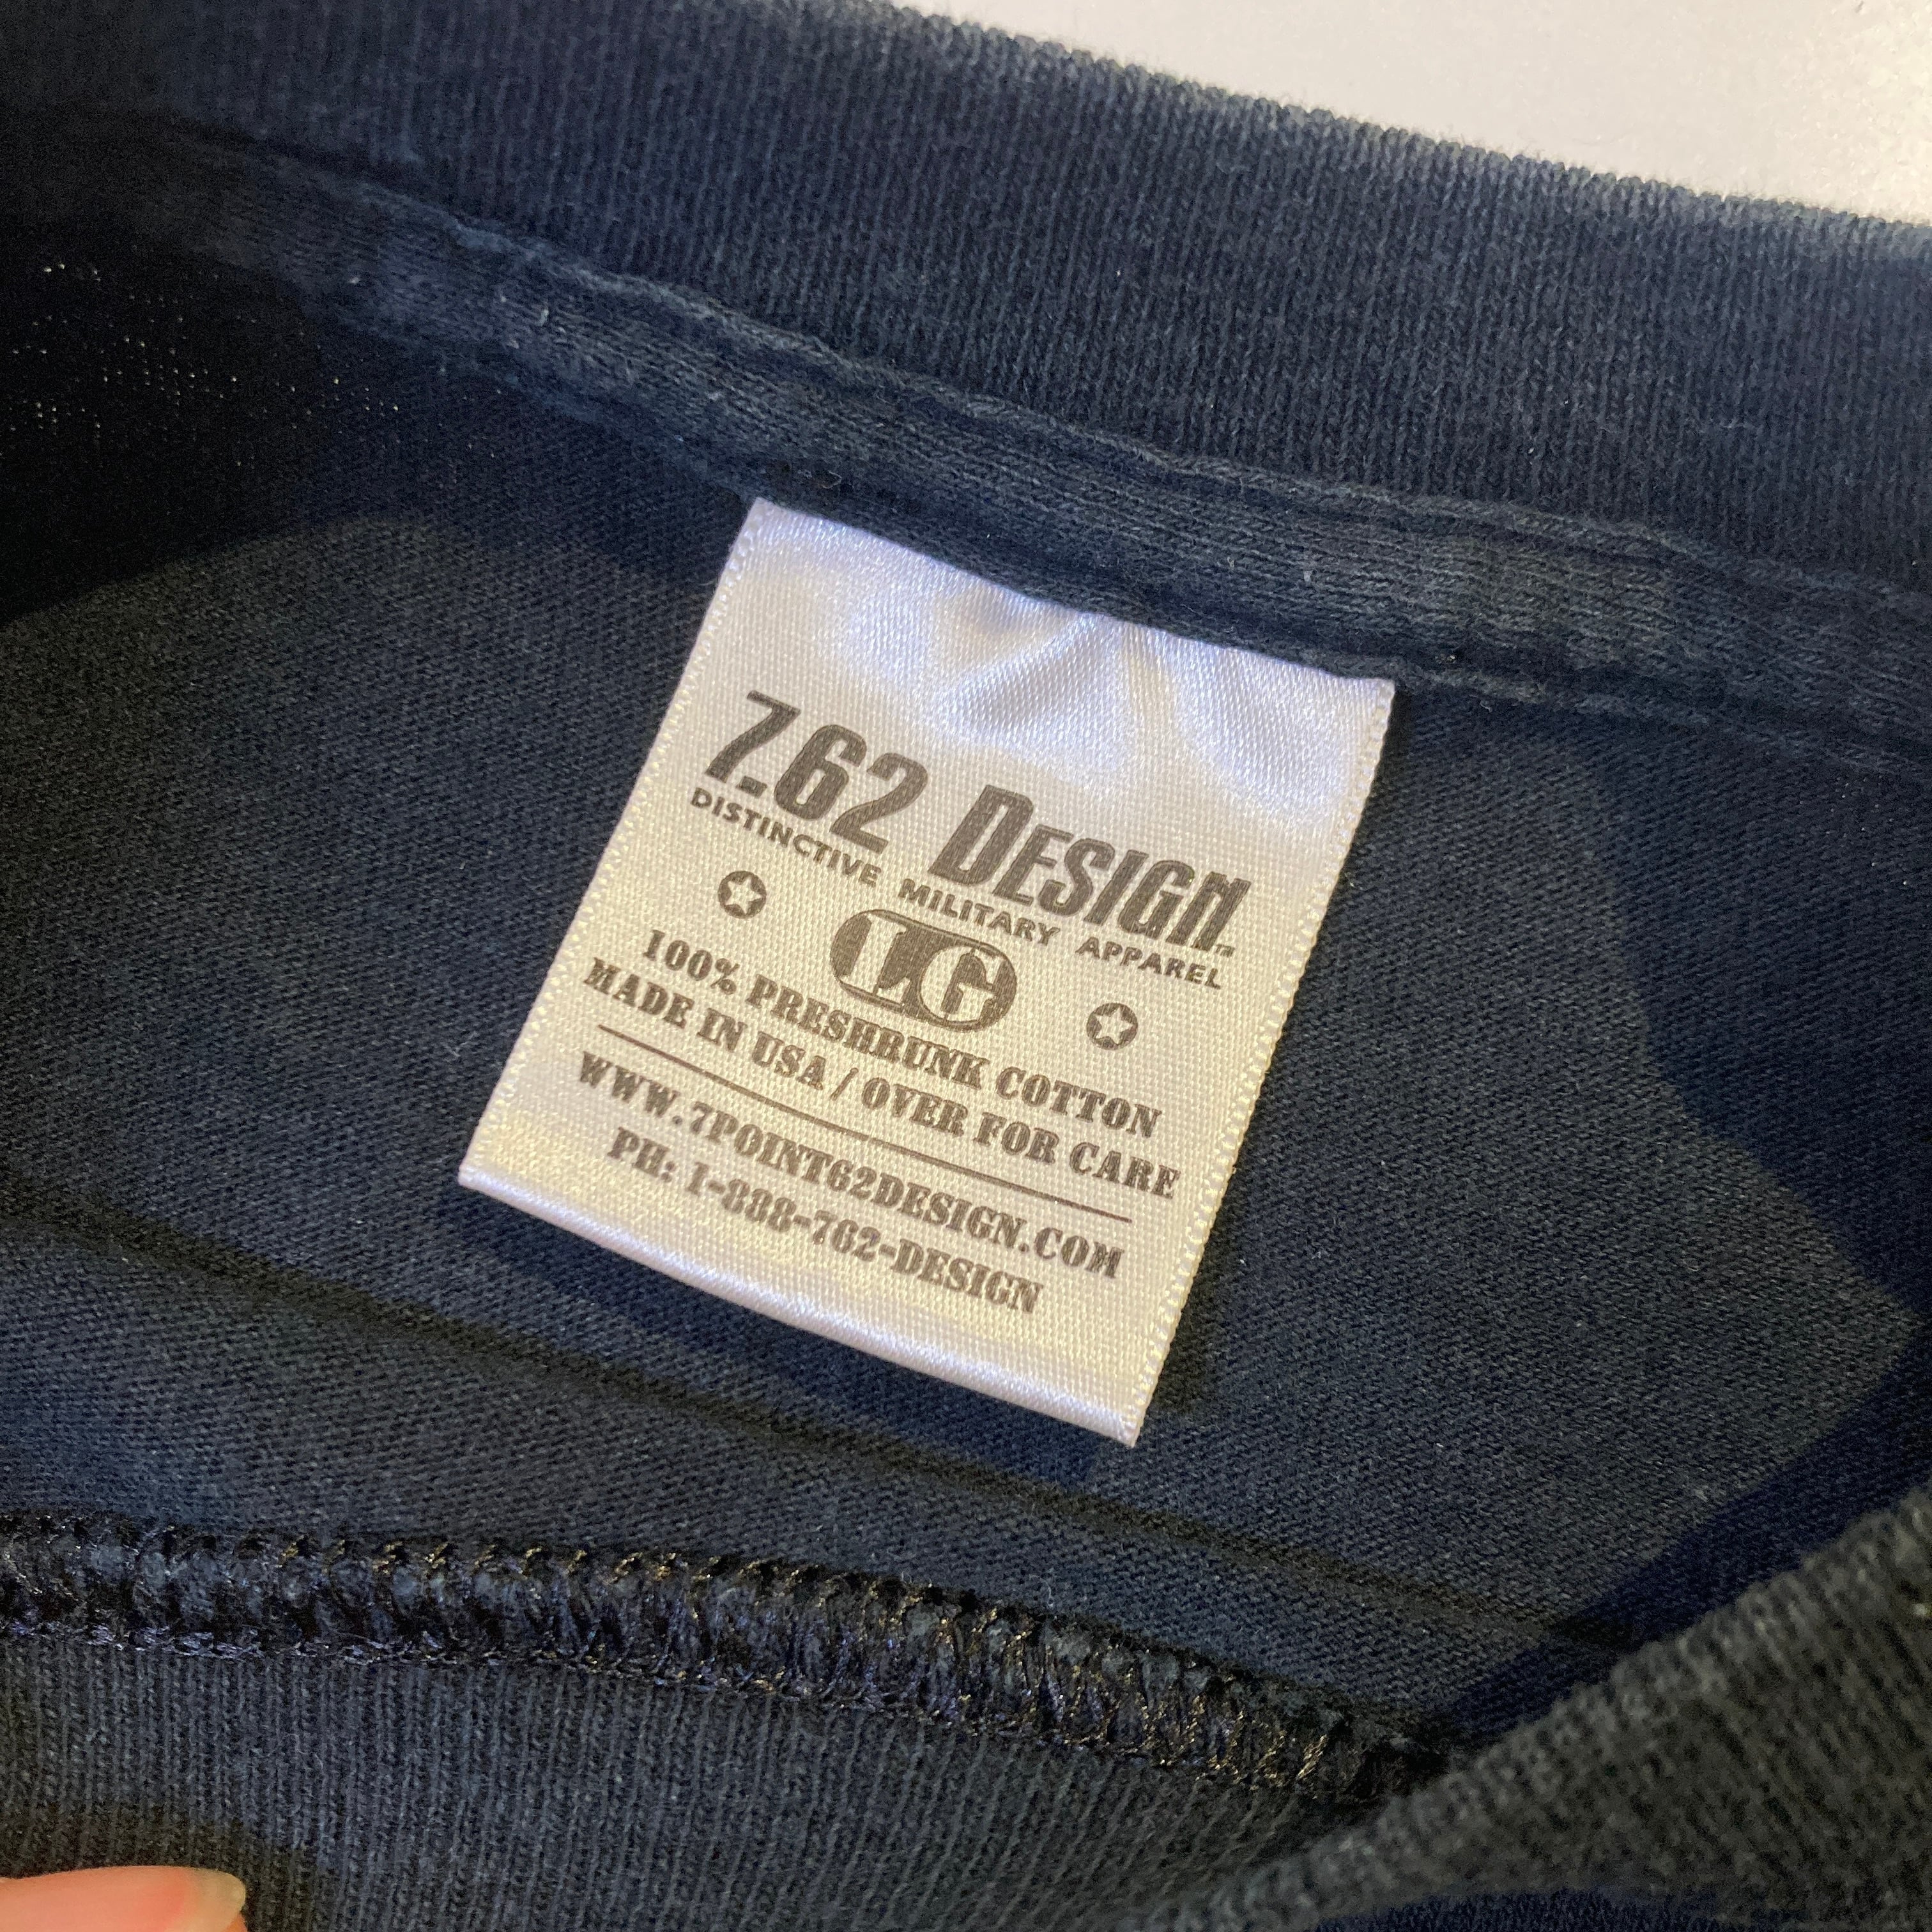 7.62 DESIGN™
DISTINCTIVE MILITARY APPAREL
LG
100% PRESHRUNK COTTON
MADE IN USA / OVER FOR CARE
WWW.7POINT62DESIGN.COM
PH: 1-888-762-DESIGN